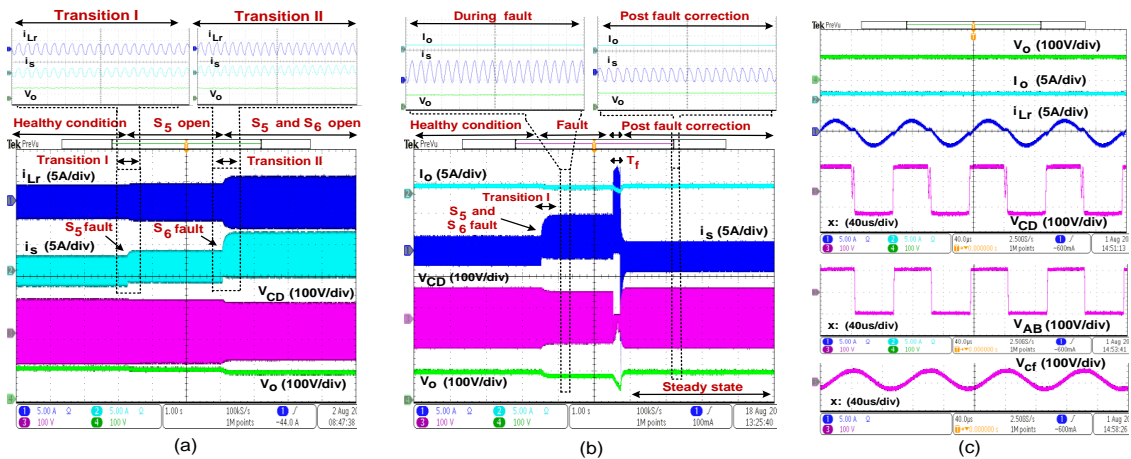 Transition I
Transition II
iLr
is
Vo
iLr
is
Vo
Healthy condition
S5 open
S5 and S6 open
Tek PreVu
Transition I
Transition II
iLr (5A/div)
S5 fault
S6 fault
is (5A/div)
VCD (100V/div)
Vo (100V/div)
1 5.00 A Ω
2 5.00 A Ω
3 100 V
4 100 V
1.00 s
100kS/s
1M points
1 /
-44.0 A
2 Aug 20
08:47:38
(a)
During fault
Post fault correction
Io
is
Vo
Io
is
Vo
Healthy condition
Fault
Post fault correction
Tek PreVu
Tf
Io (5A/div)
Transition I
S5 and
S6 fault
is (5A/div)
VCD (100V/div)
Vo (100V/div)
Steady state
1 5.00 A Ω
2 5.00 A Ω
3 100 V
4 100 V
1.00 s
100kS/s
1M points
1 /
100mA
18 Aug 20
13:25:40
(b)
Tek PreVu
Vo (100V/div)
Io (5A/div)
iLr (5A/div)
x: (40us/div)
VCD (100V/div)
1 5.00 A Ω
2 5.00 A Ω
3 100 V
4 100 V
40.0µs
0.000000 s
2.50GS/s
1M points
1 /
-600mA
1 Aug 20
14:51:13
x: (40us/div)
VAB (100V/div)
1 5.00 A Ω
2 5.00 A Ω
3 100 V
4 100 V
40.0µs
0.000000 s
2.50GS/s
1M points
1 /
-600mA
1 Aug 20
14:53:41
Vcf (100V/div)
x: (40us/div)
1 5.00 A Ω
2 5.00 A Ω
3 100 V
4 100 V
40.0µs
0.000000 s
2.50GS/s
1M points
1 /
-600mA
1 Aug 20
14:58:26
(c)